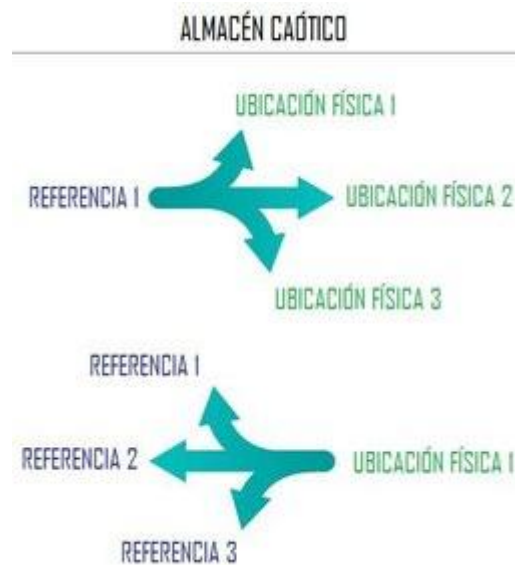 ALMACÉN CAÓTICO
UBICACIÓN FÍSICA 1
REFERENCIA 1
UBICACIÓN FÍSICA 2
UBICACIÓN FÍSICA 3
REFERENCIA 1
REFERENCIA 2
UBICACIÓN FÍSICA 1
REFERENCIA 3